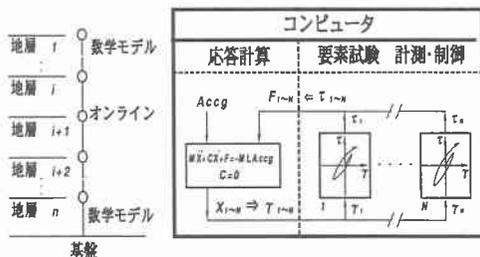 地層 1
数学モデル
地層 i
オンライン
地層 i+1
地層 i+2
地層 n
数学モデル
基盤
コンピュータ
応答計算
要素試験 計測・制御
Accg
F1~N ⇐ τ1~N
MẌ+CẊ+F=-MLAccg
C=0
X1~N ⇒ γ1~N
τ1
τ
γ
1
γ1
τN
τ
γ
N
γN